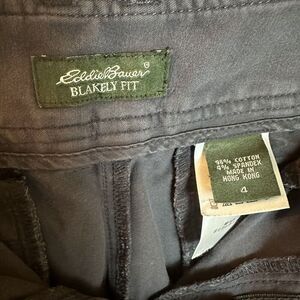 Eddie Bauer®
BLAKELY FIT
96% COTTON
4% SPANDEX
MADE IN
HONG KONG
4